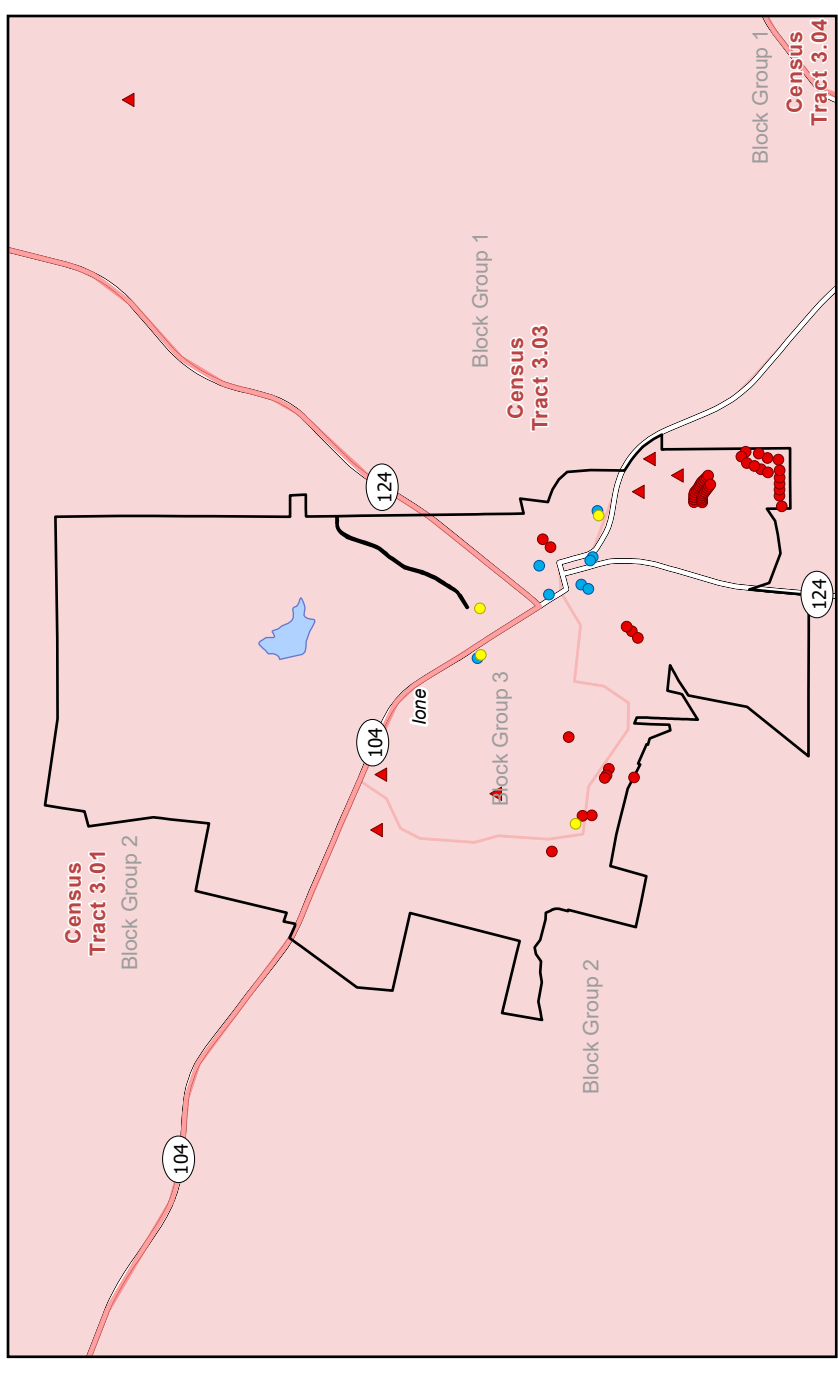 Census
Tract 3.01
Block Group 2
104
104
Ione
124
Block Group 1
Census
Tract 3.03
Block Group 3
Block Group 2
124
Block Group 1
Census
Tract 3.04